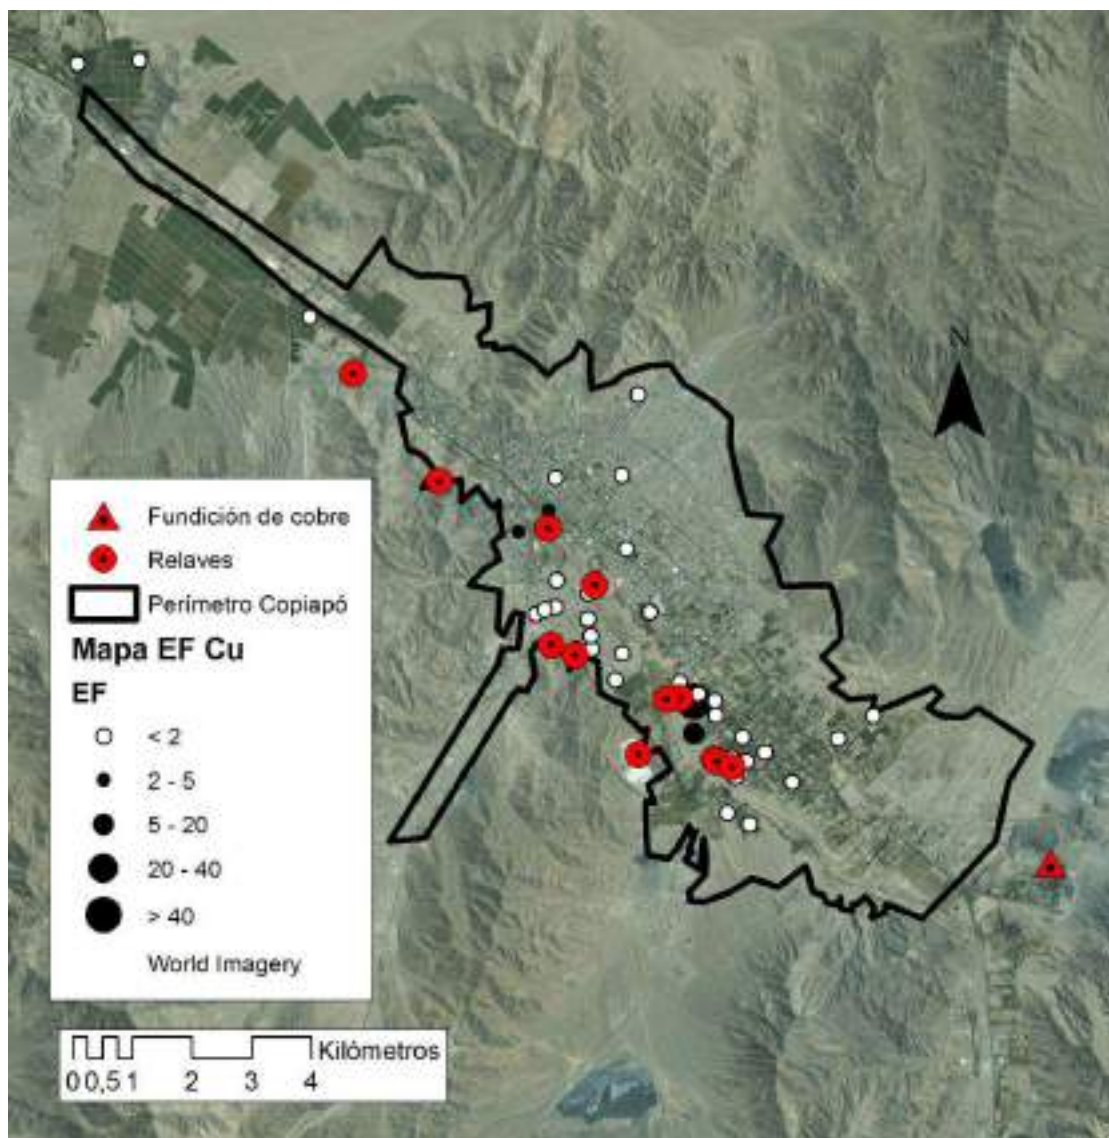 N
Fundición de cobre
Relaves
Perímetro Copiapó
Mapa EF Cu
EF
< 2
2 - 5
5 - 20
20 - 40
> 40
World Imagery
Kilómetros
0 0,5 1 2 3 4